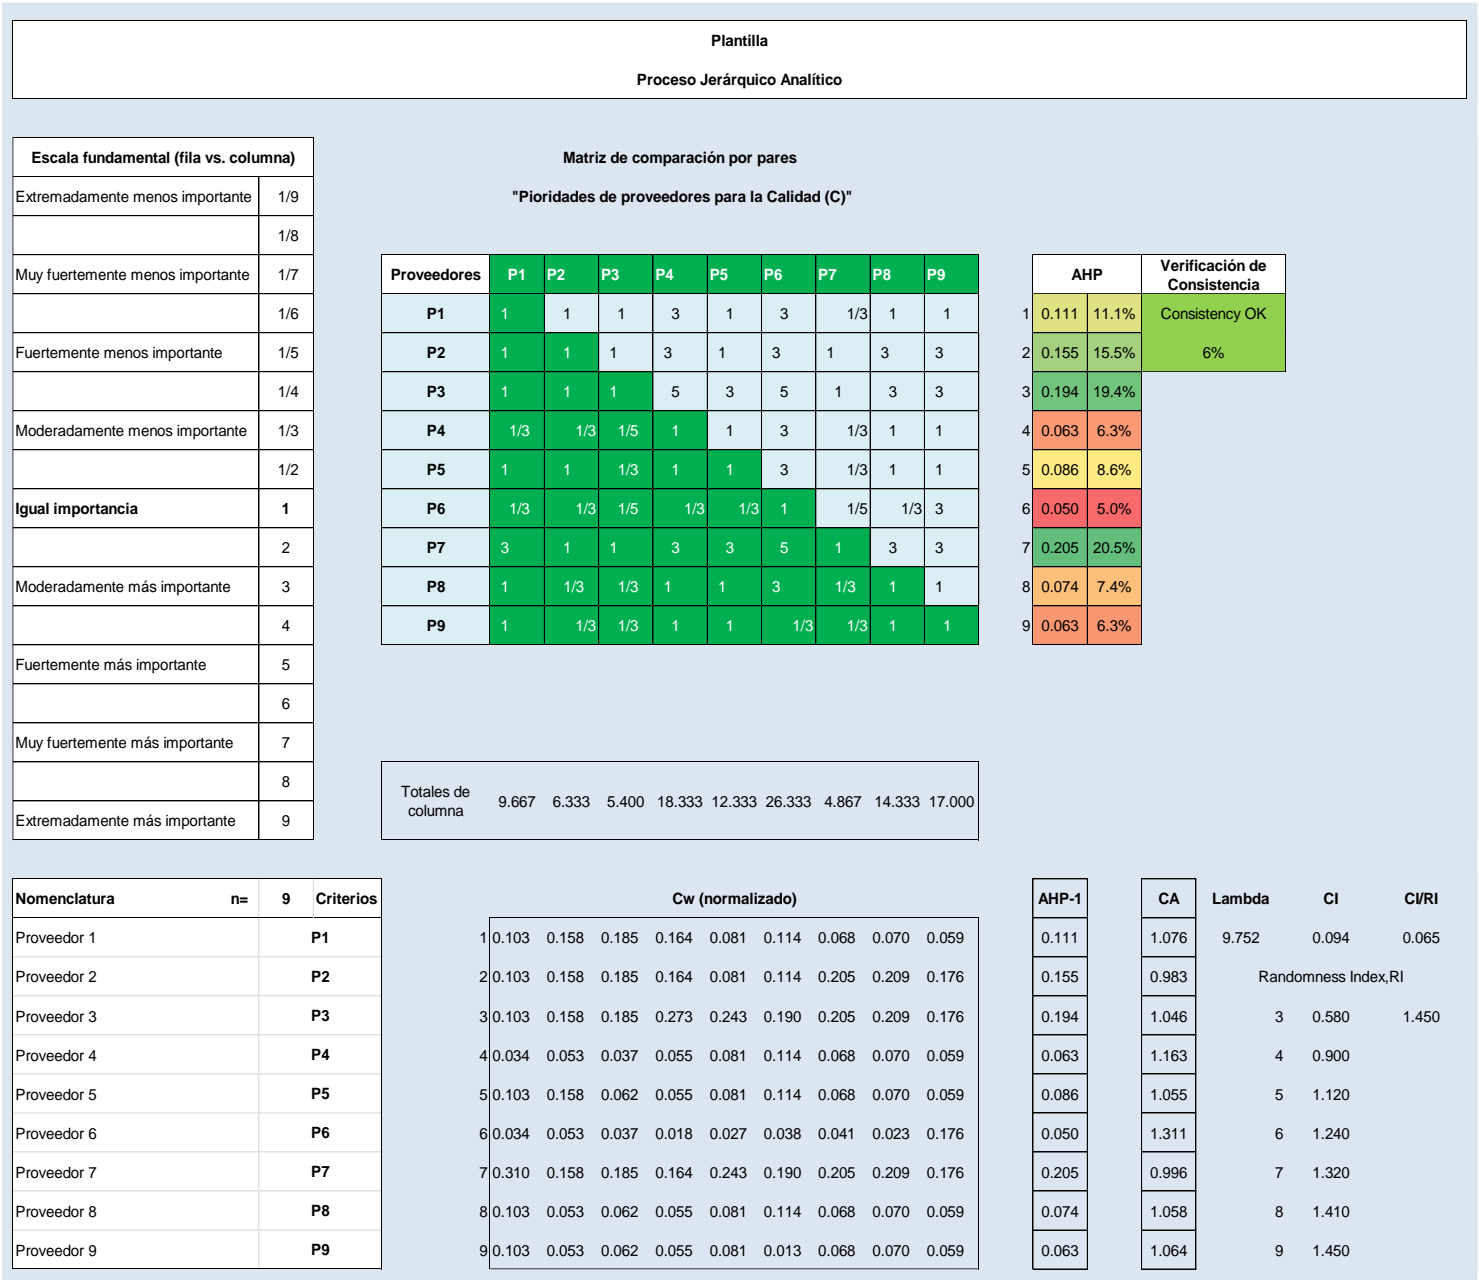 Plantilla
Proceso Jerárquico Analítico
Escala fundamental (fila vs. columna)
Extremadamente menos importante 1/9
1/8
Muy fuertemente menos importante 1/7
1/6
Fuertemente menos importante 1/5
1/4
Moderadamente menos importante 1/3
1/2
Igual importancia 1
2
Moderadamente más importante 3
4
Fuertemente más importante 5
6
Muy fuertemente más importante 7
8
Extremadamente más importante 9
Matriz de comparación por pares
"Pioridades de proveedores para la Calidad (C)"
Proveedores P1 P2 P3 P4 P5 P6 P7 P8 P9
P1 1 1 1 3 1 3 1/3 1 1
P2 1 1 1 3 1 3 1 3 3
P3 1 1 1 5 3 5 1 3 3
P4 1/3 1/3 1/5 1 1 3 1/3 1 1
P5 1 1 1/3 1 1 3 1/3 1 1
P6 1/3 1/3 1/5 1/3 1/3 1 1/5 1/3 3
P7 3 1 1 3 3 5 1 3 3
P8 1 1/3 1/3 1 1 3 1/3 1 1
P9 1 1/3 1/3 1 1 1/3 1/3 1 1
AHP
Verificación de
Consistencia
1 0.111 11.1% Consistency OK
2 0.155 15.5% 6%
3 0.194 19.4%
4 0.063 6.3%
5 0.086 8.6%
6 0.050 5.0%
7 0.205 20.5%
8 0.074 7.4%
9 0.063 6.3%
Totales de
columna
9.667 6.333 5.400 18.333 12.333 26.333 4.867 14.333 17.000
Nomenclatura n= 9 Criterios
Proveedor 1 P1
Proveedor 2 P2
Proveedor 3 P3
Proveedor 4 P4
Proveedor 5 P5
Proveedor 6 P6
Proveedor 7 P7
Proveedor 8 P8
Proveedor 9 P9
Cw (normalizado)
1 0.103 0.158 0.185 0.164 0.081 0.114 0.068 0.070 0.059
2 0.103 0.158 0.185 0.164 0.081 0.114 0.205 0.209 0.176
3 0.103 0.158 0.185 0.273 0.243 0.190 0.205 0.209 0.176
4 0.034 0.053 0.037 0.055 0.081 0.114 0.068 0.070 0.059
5 0.103 0.158 0.062 0.055 0.081 0.114 0.068 0.070 0.059
6 0.034 0.053 0.037 0.018 0.027 0.038 0.041 0.023 0.176
7 0.310 0.158 0.185 0.164 0.243 0.190 0.205 0.209 0.176
8 0.103 0.053 0.062 0.055 0.081 0.114 0.068 0.070 0.059
9 0.103 0.053 0.062 0.055 0.081 0.013 0.068 0.070 0.059
AHP-1
0.111
0.155
0.194
0.063
0.086
0.050
0.205
0.074
0.063
CA
1.076
0.983
1.046
1.163
1.055
1.311
0.996
1.058
1.064
Lambda CI CI/RI
9.752 0.094 0.065
Randomness Index,RI
3 0.580 1.450
4 0.900
5 1.120
6 1.240
7 1.320
8 1.410
9 1.450